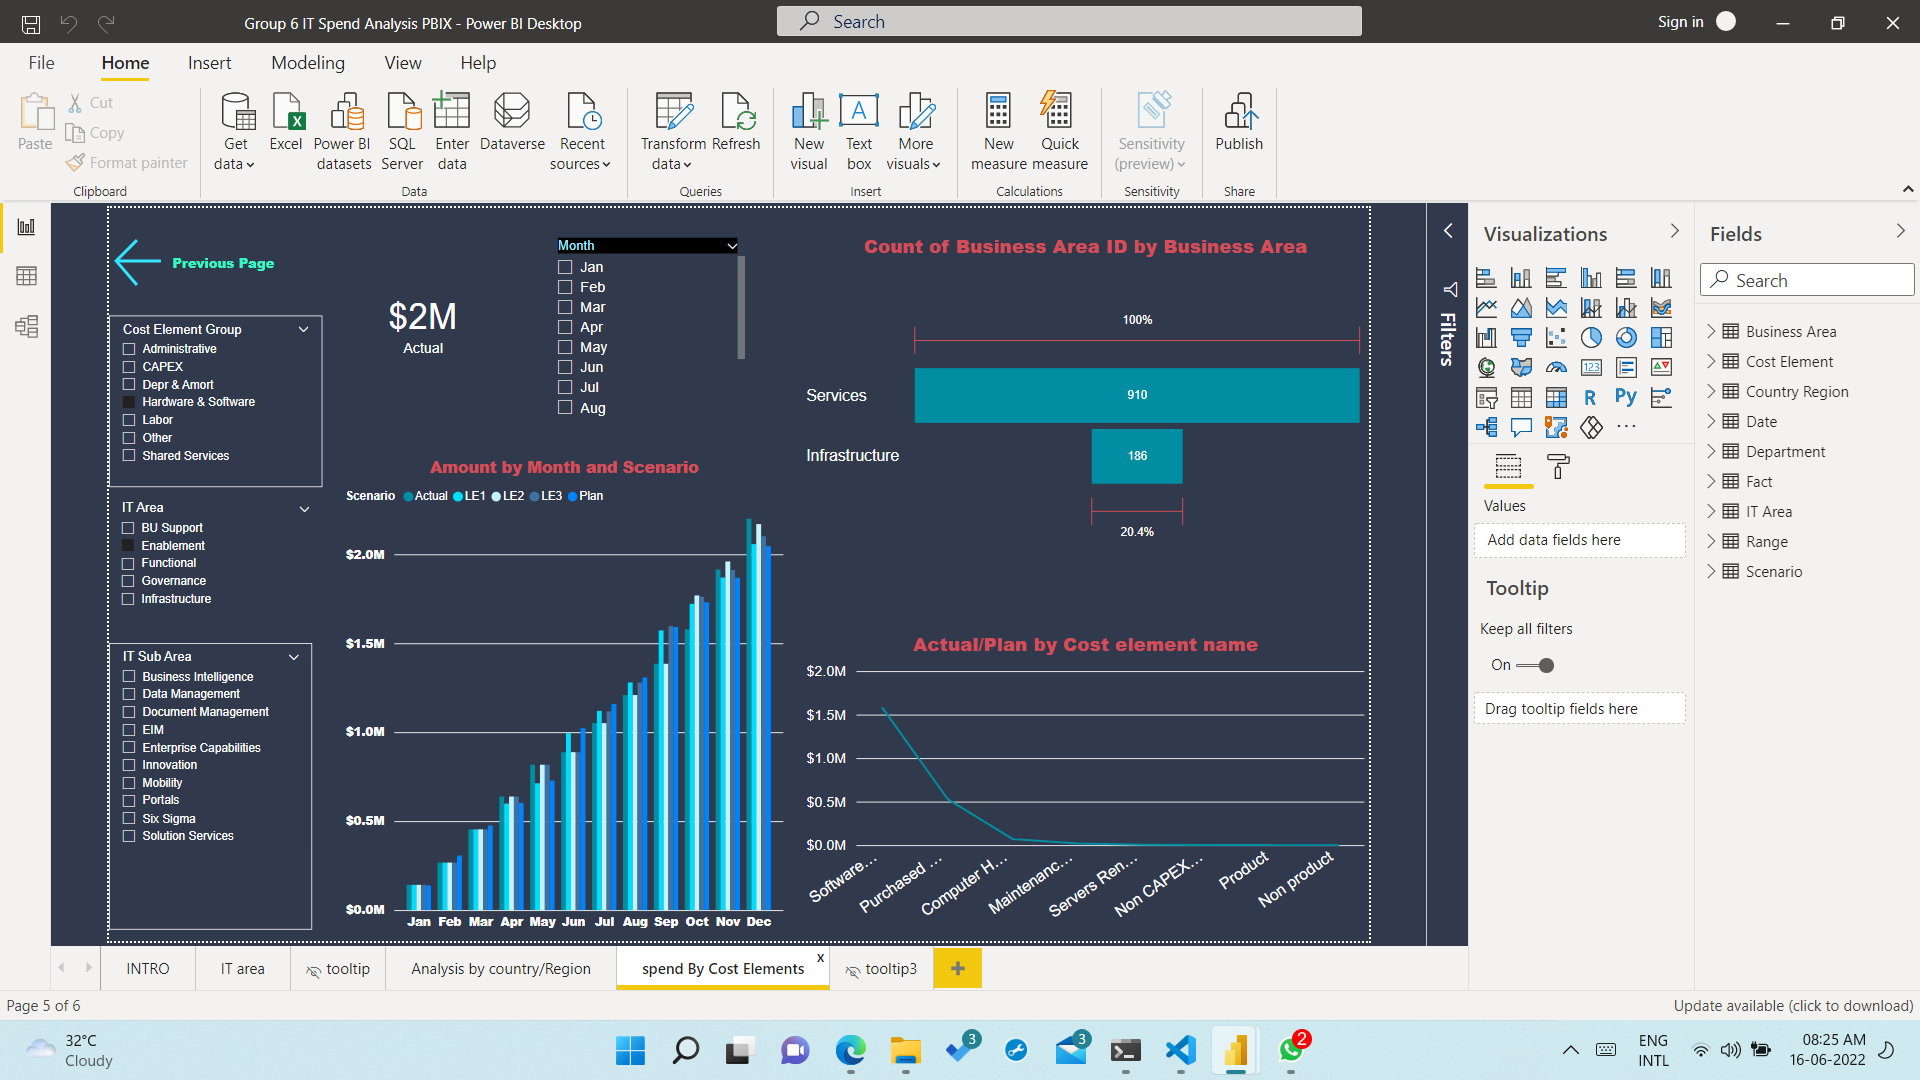 Group 6 IT Spend Analysis PBIX - Power BI Desktop
Search
Sign in
File
Home
Insert
Modeling
View
Help
Paste
Cut
Copy
Format painter
Clipboard
Get data
Excel
Power BI datasets
SQL Server
Enter data
Dataverse
Recent sources
Data
Transform data
Refresh
Queries
New visual
Text box
A
More visuals
Insert
New measure
Quick measure
Calculations
Sensitivity (preview)
Sensitivity
Publish
Share
Previous Page
$2M
Actual
Month
Jan
Feb
Mar
Apr
May
Jun
Jul
Aug
Cost Element Group
Administrative
CAPEX
Depr & Amort
Hardware & Software
Labor
Other
Shared Services
IT Area
BU Support
Enablement
Functional
Governance
Infrastructure
IT Sub Area
Business Intelligence
Data Management
Document Management
EIM
Enterprise Capabilities
Innovation
Mobility
Portals
Six Sigma
Solution Services
Amount by Month and Scenario
Scenario Actual LE1 LE2 LE3 Plan
$2.0M
$1.5M
$1.0M
$0.5M
$0.0M
Jan Feb Mar Apr May Jun Jul Aug Sep Oct Nov Dec
Count of Business Area ID by Business Area
100%
Services 910
Infrastructure 186
20.4%
Actual/Plan by Cost element name
$2.0M
$1.5M
$1.0M
$0.5M
$0.0M
Software...
Purchased ...
Computer H...
Maintenanc...
Servers Ren...
Non CAPEX...
Product
Non product
Filters
Visualizations
123
R
Py
Values
Add data fields here
Tooltip
Keep all filters
On
Drag tooltip fields here
Fields
Search
Business Area
Cost Element
Country Region
Date
Department
Fact
IT Area
Range
Scenario
INTRO
IT area
tooltip
Analysis by country/Region
spend By Cost Elements
x
tooltip3
+
Page 5 of 6
Update available (click to download)
32°C
Cloudy
3
3
2
ENG
INTL
08:25 AM
16-06-2022